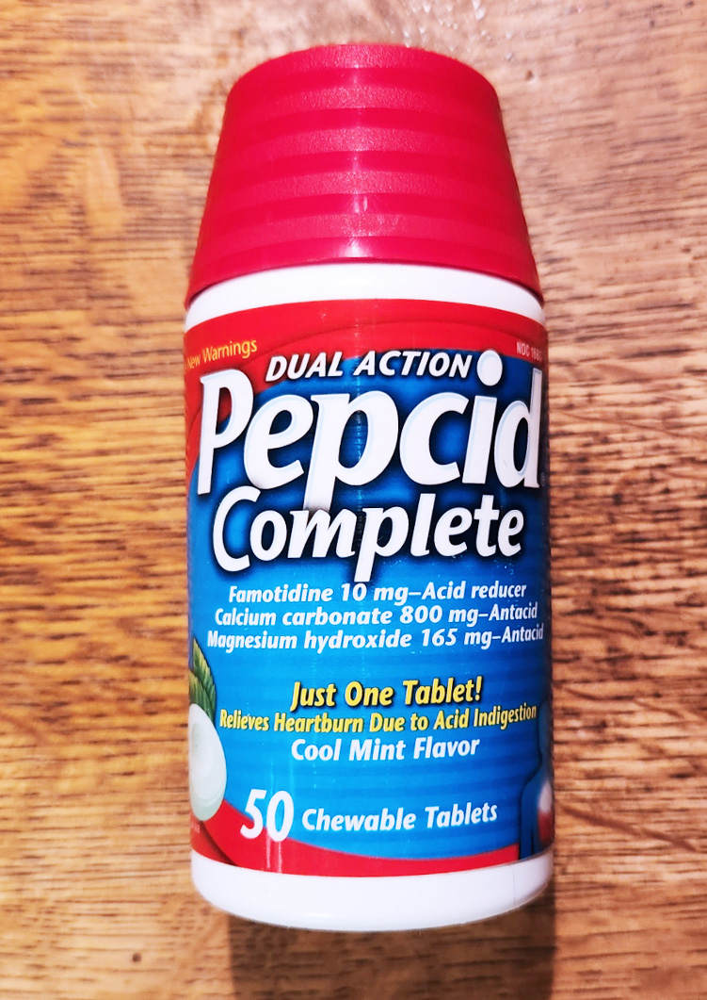 New Warnings
NDC
DUAL ACTION
Pepcid
Complete
Famotidine 10 mg–Acid reducer
Calcium carbonate 800 mg–Antacid
Magnesium hydroxide 165 mg–Antacid
Just One Tablet!
Relieves Heartburn Due to Acid Indigestion
Cool Mint Flavor
50 Chewable Tablets